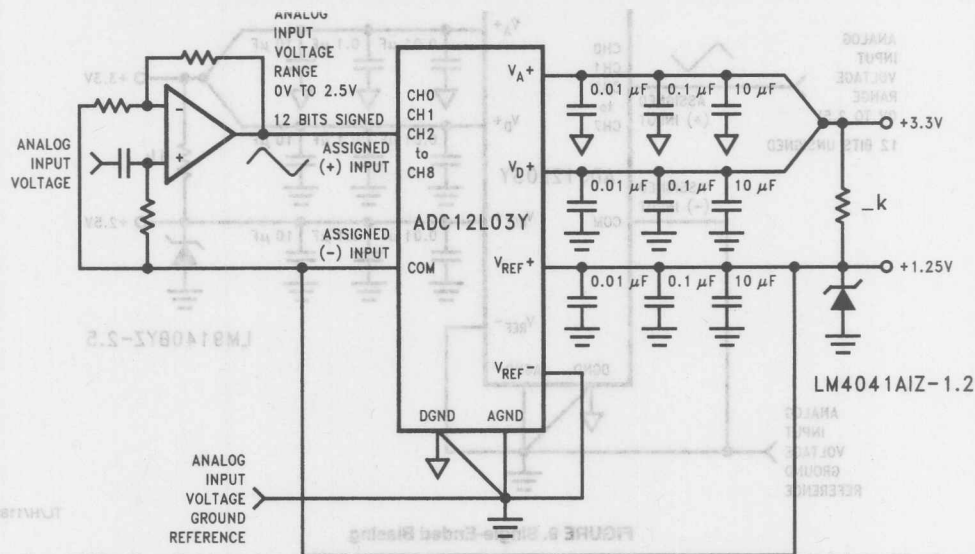 ANALOG
INPUT
VOLTAGE
RANGE
0V TO 2.5V
12 BITS SIGNED
ANALOG
INPUT
VOLTAGE
-
+
ASSIGNED
(+) INPUT
ASSIGNED
(-) INPUT
CH0
CH1
CH2
to
CH8
ADC12L03Y
COM
VA+
VD+
VREF+
VREF-
DGND
AGND
0.01 µF
0.1 µF
10 µF
0.01 µF
0.1 µF
10 µF
0.01 µF
0.1 µF
10 µF
+3.3V
_k
+1.25V
LM4041AIZ-1.2
ANALOG
INPUT
VOLTAGE
GROUND
REFERENCE